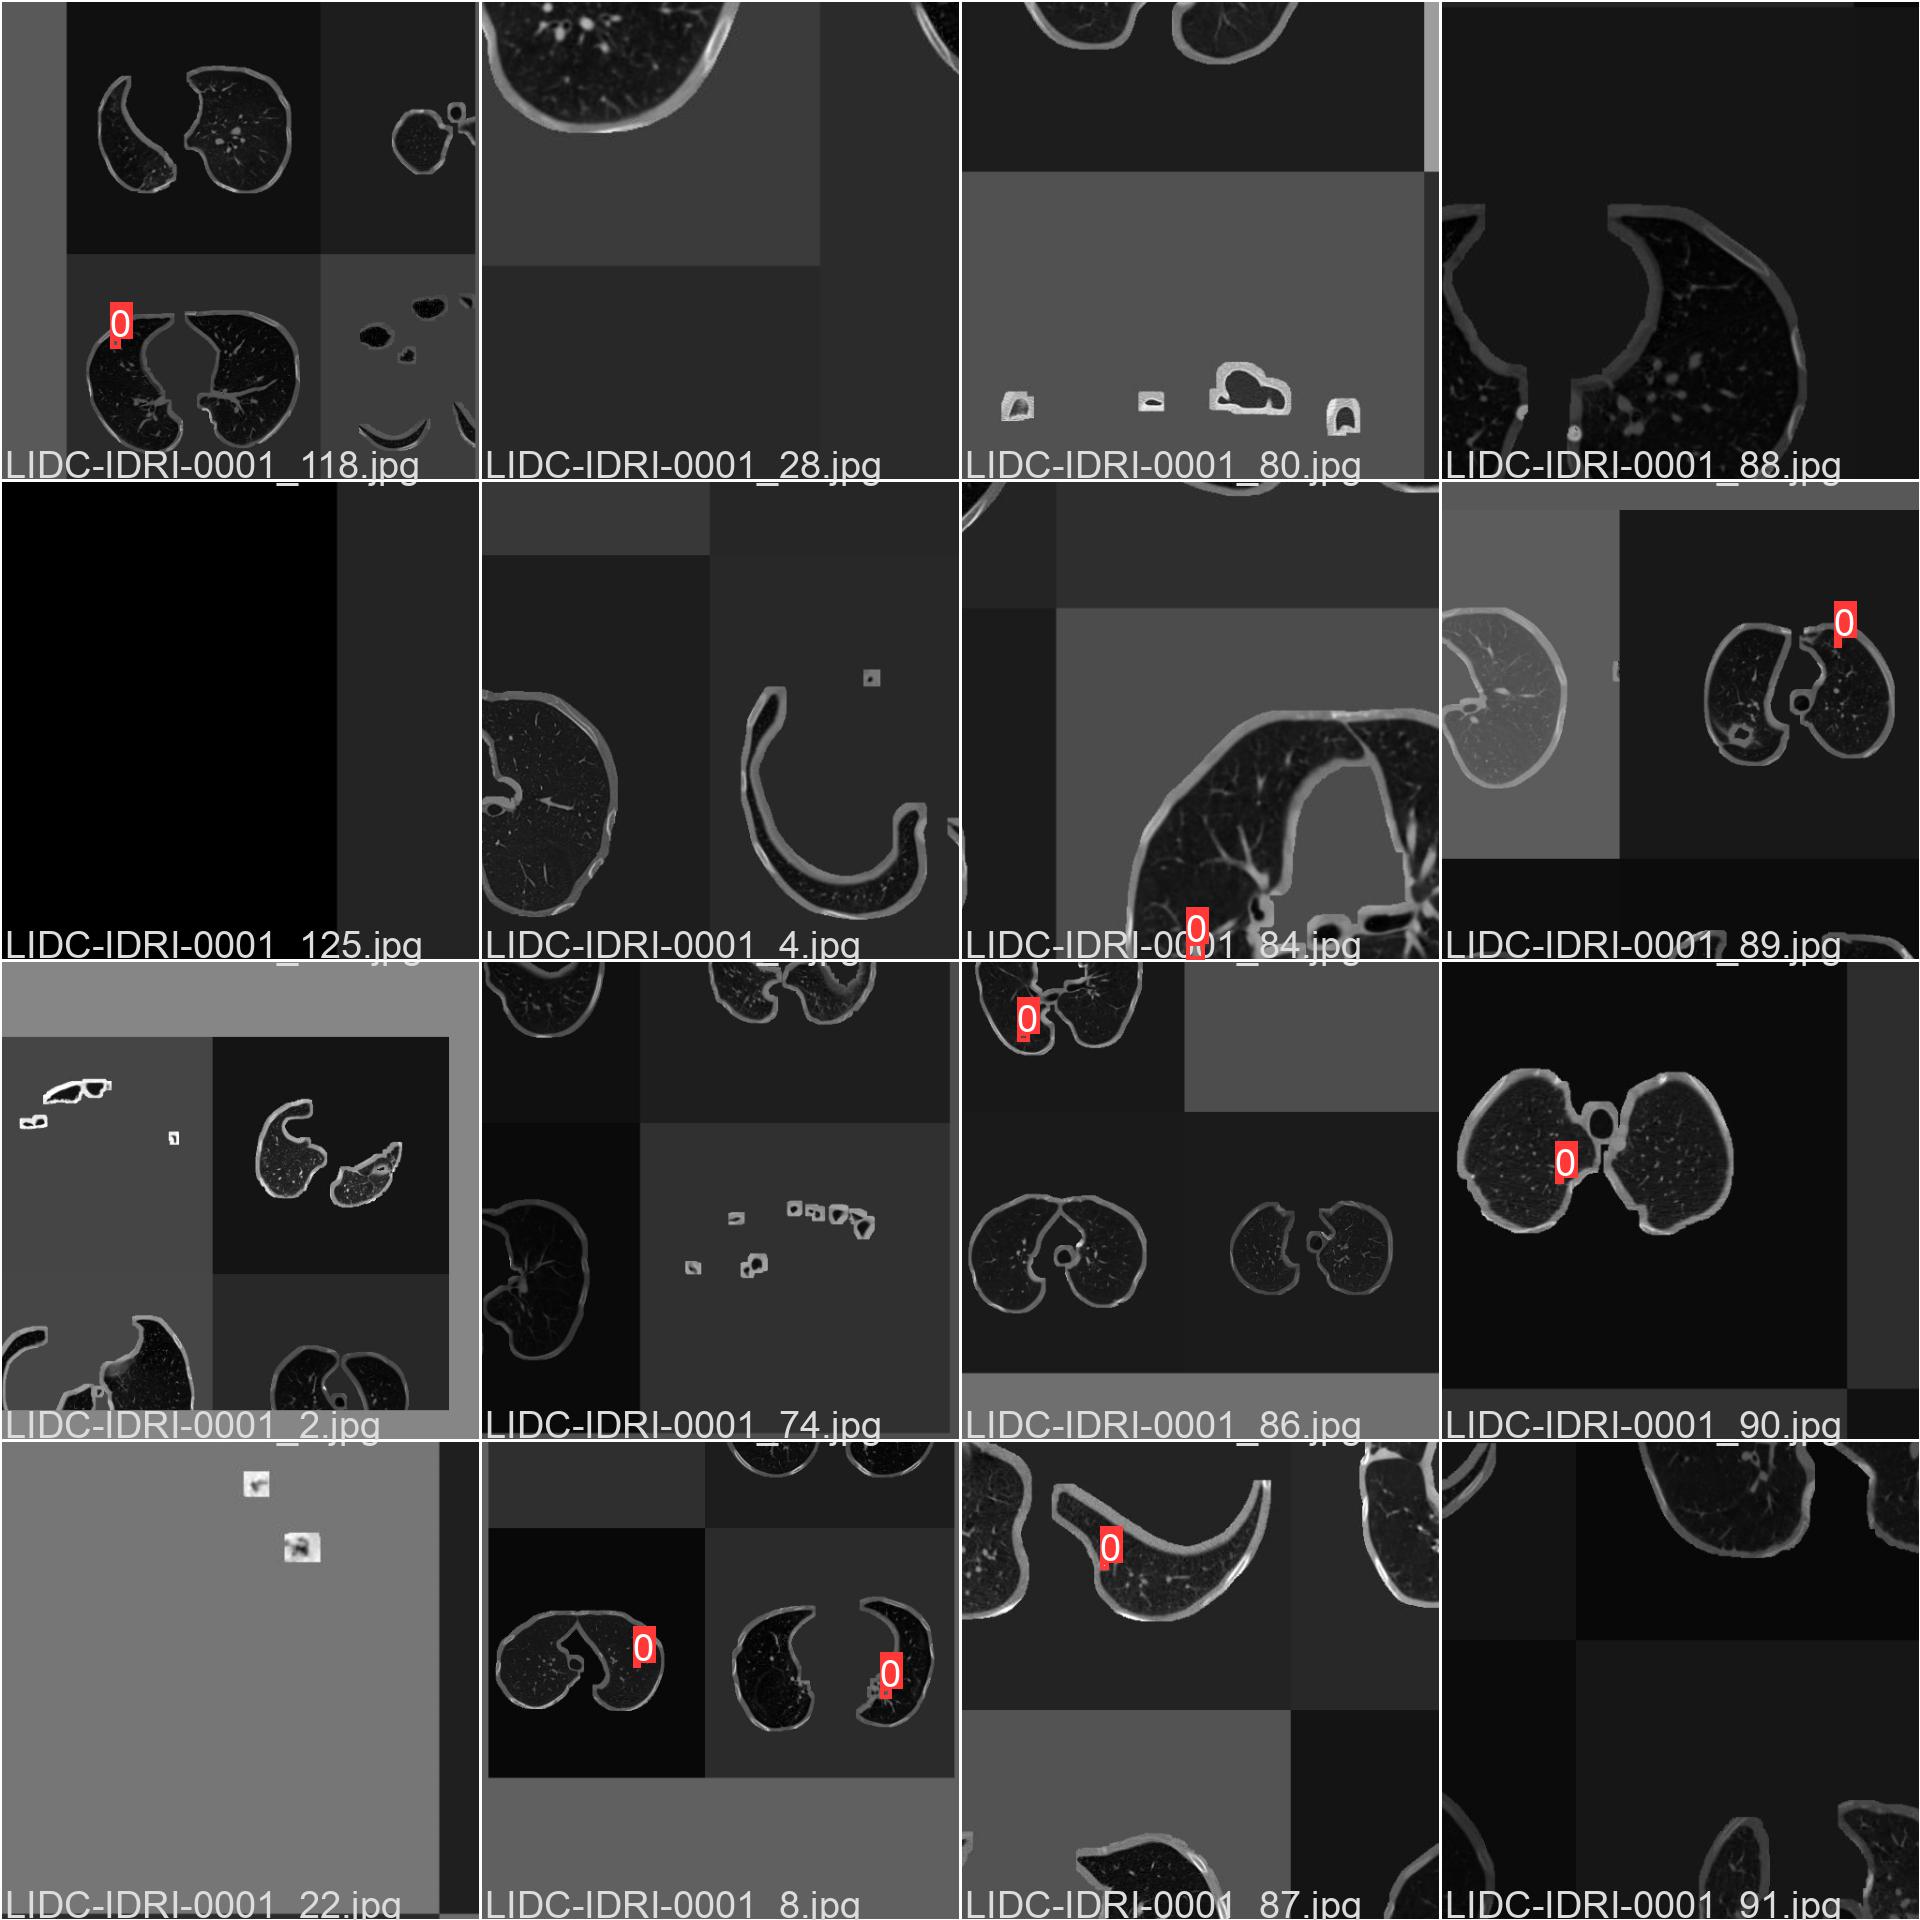 0
LIDC-IDRI-0001_118.jpg
LIDC-IDRI-0001_28.jpg
LIDC-IDRI-0001_80.jpg
LIDC-IDRI-0001_88.jpg
0
0
LIDC-IDRI-0001_125.jpg
LIDC-IDRI-0001_4.jpg
LIDC-IDRI-0001_84.jpg
LIDC-IDRI-0001_89.jpg
0
0
LIDC-IDRI-0001_2.jpg
LIDC-IDRI-0001_74.jpg
LIDC-IDRI-0001_86.jpg
LIDC-IDRI-0001_90.jpg
0
0
0
LIDC-IDRI-0001_22.jpg
LIDC-IDRI-0001_8.jpg
LIDC-IDRI-0001_87.jpg
LIDC-IDRI-0001_91.jpg